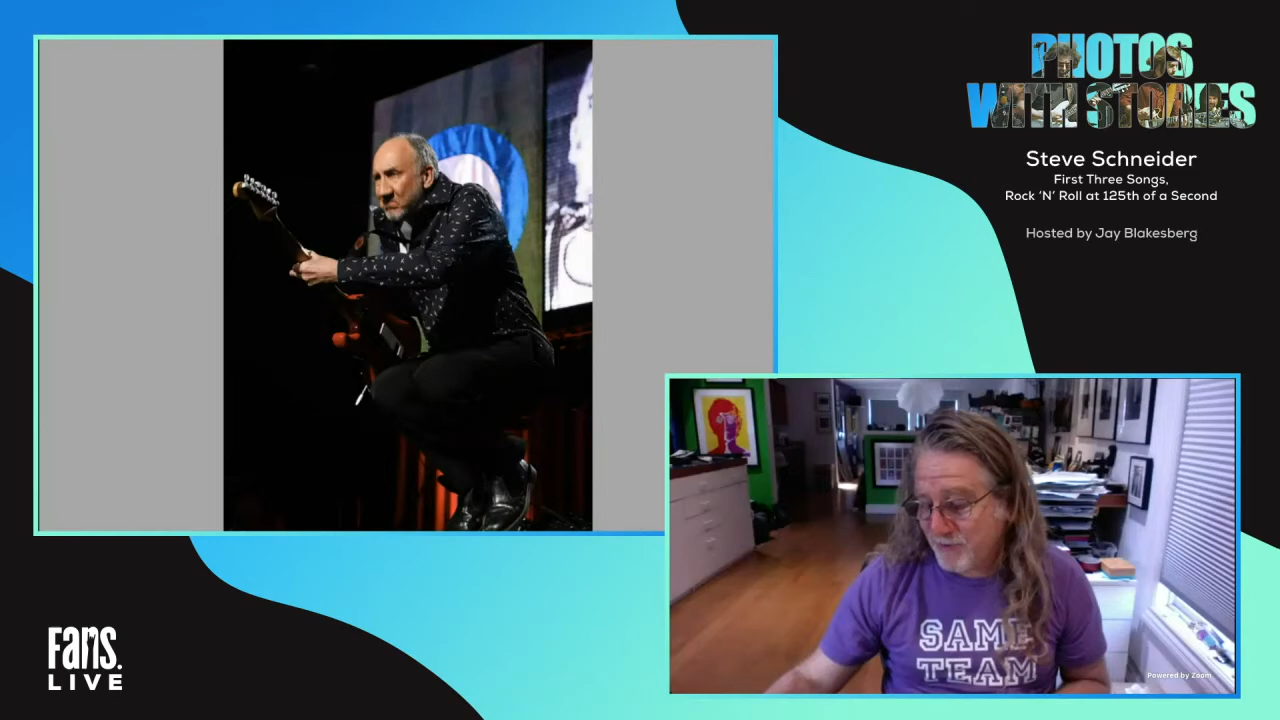 PHOTOS
WITH STORIES
Steve Schneider
First Three Songs,
Rock ‘N’ Roll at 125th of a Second
Hosted by Jay Blakesberg
SAME
TEAM
Powered by Zoom
Fans.
LIVE